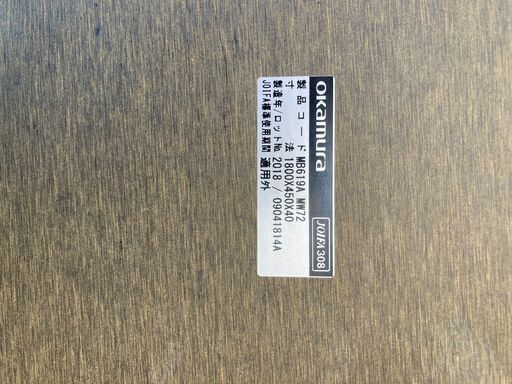 okamura
JOIFA308
製品コード MB619A MW72
寸 法 1800X450X40
製造年/ロットNo. 2018 / 09041814A
JOIFA標準使用期間 適用外